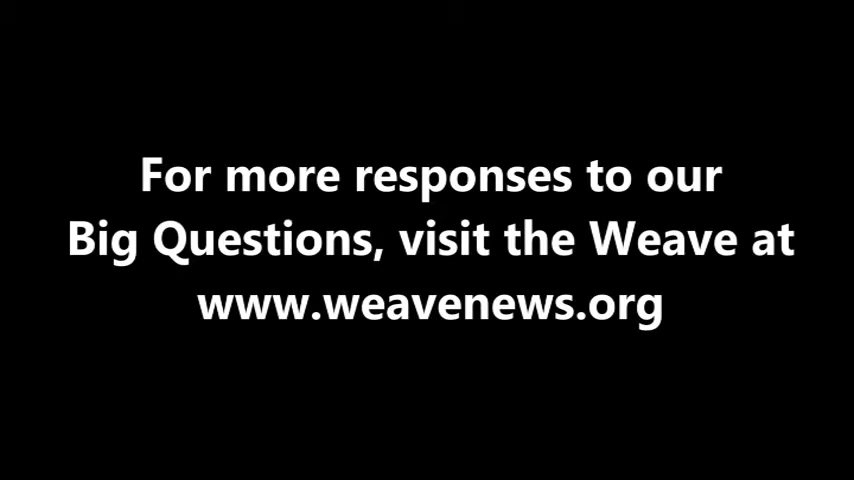 For more responses to our
Big Questions, visit the Weave at
www.weavenews.org